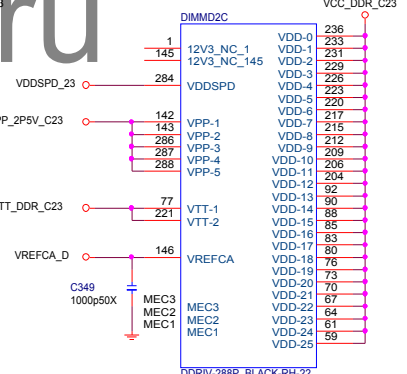 ru
VCC_DDR_C23
DIMMD2C
1 12V3_NC_1
145 12V3_NC_145
VDDSPD_23 284 VDDSPD
PP_2P5V_C23 142 VPP-1
143 VPP-2
286 VPP-3
287 VPP-4
288 VPP-5
TT_DDR_C23 77 VTT-1
221 VTT-2
VREFCA_D 146 VREFCA
C349
1000p50X
MEC3 MEC3
MEC2 MEC2
MEC1 MEC1
VDD-0 236
VDD-1 233
VDD-2 231
VDD-3 229
VDD-4 226
VDD-5 223
VDD-6 220
VDD-7 217
VDD-8 215
VDD-9 212
VDD-10 209
VDD-11 206
VDD-12 204
VDD-13 92
VDD-14 90
VDD-15 88
VDD-16 85
VDD-17 83
VDD-18 80
VDD-19 76
VDD-20 73
VDD-21 70
VDD-22 67
VDD-23 64
VDD-24 61
VDD-25 59
DDRIV-288P_BLACK-RH-22